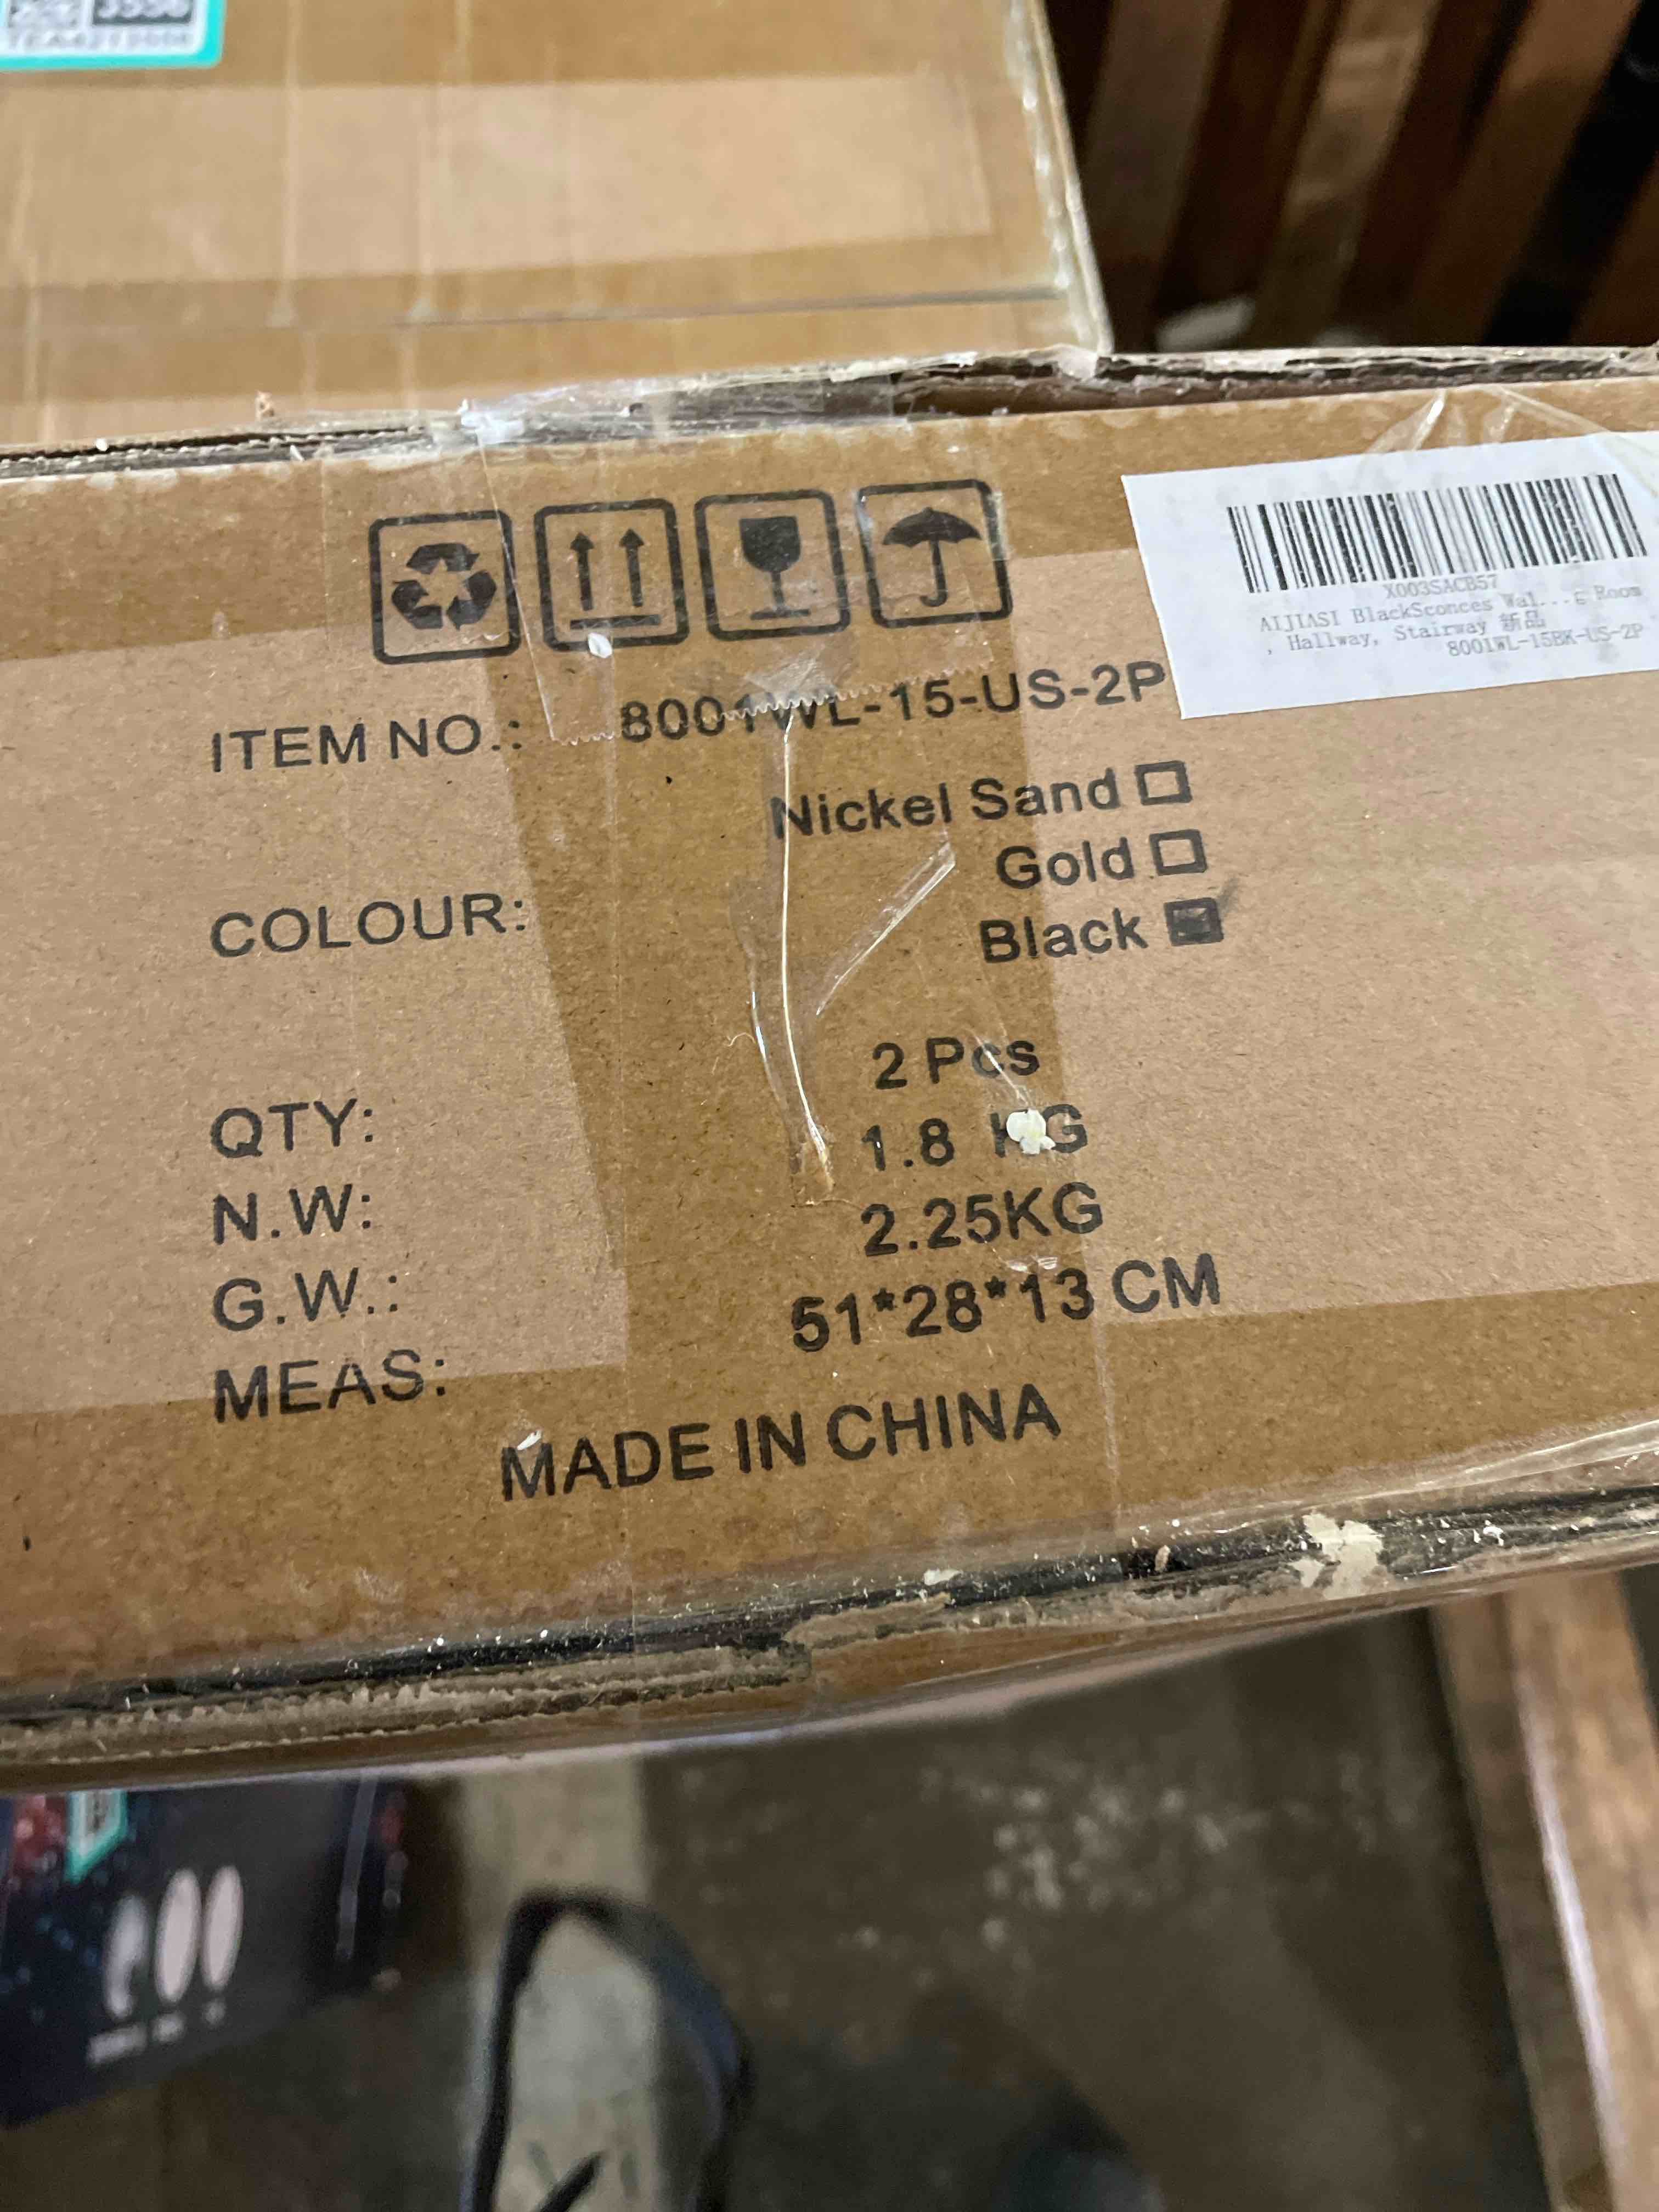 X003SACB57
AIJIASI BlackSconces Wal...g Room
, Hallway, Stairway 新品
8001WL-15BK-US-2P
ITEM NO.: 8001WL-15-US-2P
COLOUR: Nickel Sand
Gold
Black
QTY: 2 Pcs
N.W: 1.8 KG
G.W.: 2.25KG
MEAS: 51*28*13 CM
MADE IN CHINA